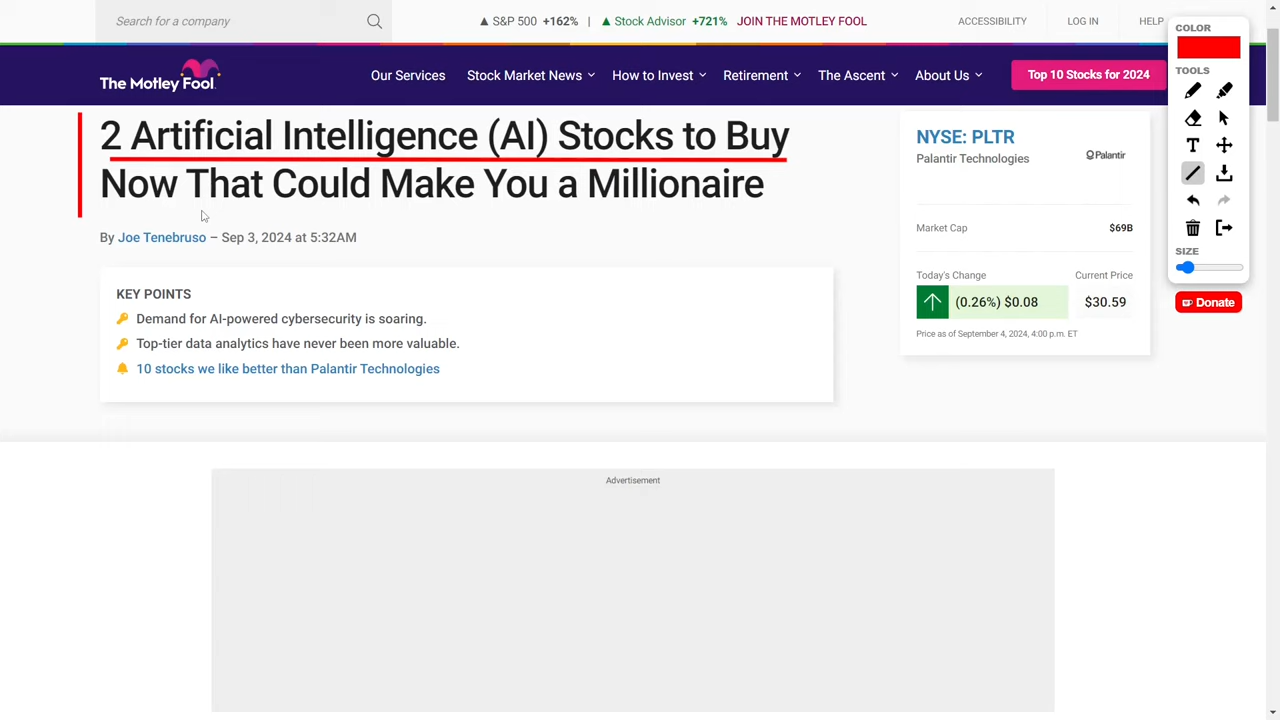 Search for a company
▲ S&P 500 +162% | ▲ Stock Advisor +721% JOIN THE MOTLEY FOOL
ACCESSIBILITY
LOG IN
HELP
The Motley Fool.
Our Services
Stock Market News
How to Invest
Retirement
The Ascent
About Us
Top 10 Stocks for 2024
2 Artificial Intelligence (AI) Stocks to Buy
Now That Could Make You a Millionaire
By Joe Tenebruso – Sep 3, 2024 at 5:32AM
KEY POINTS
Demand for AI-powered cybersecurity is soaring.
Top-tier data analytics have never been more valuable.
10 stocks we like better than Palantir Technologies
NYSE: PLTR
Palantir Technologies
Palantir
Market Cap
$69B
Today's Change
Current Price
(0.26%) $0.08
$30.59
Price as of September 4, 2024, 4:00 p.m. ET
Advertisement
COLOR
TOOLS
T
SIZE
Donate